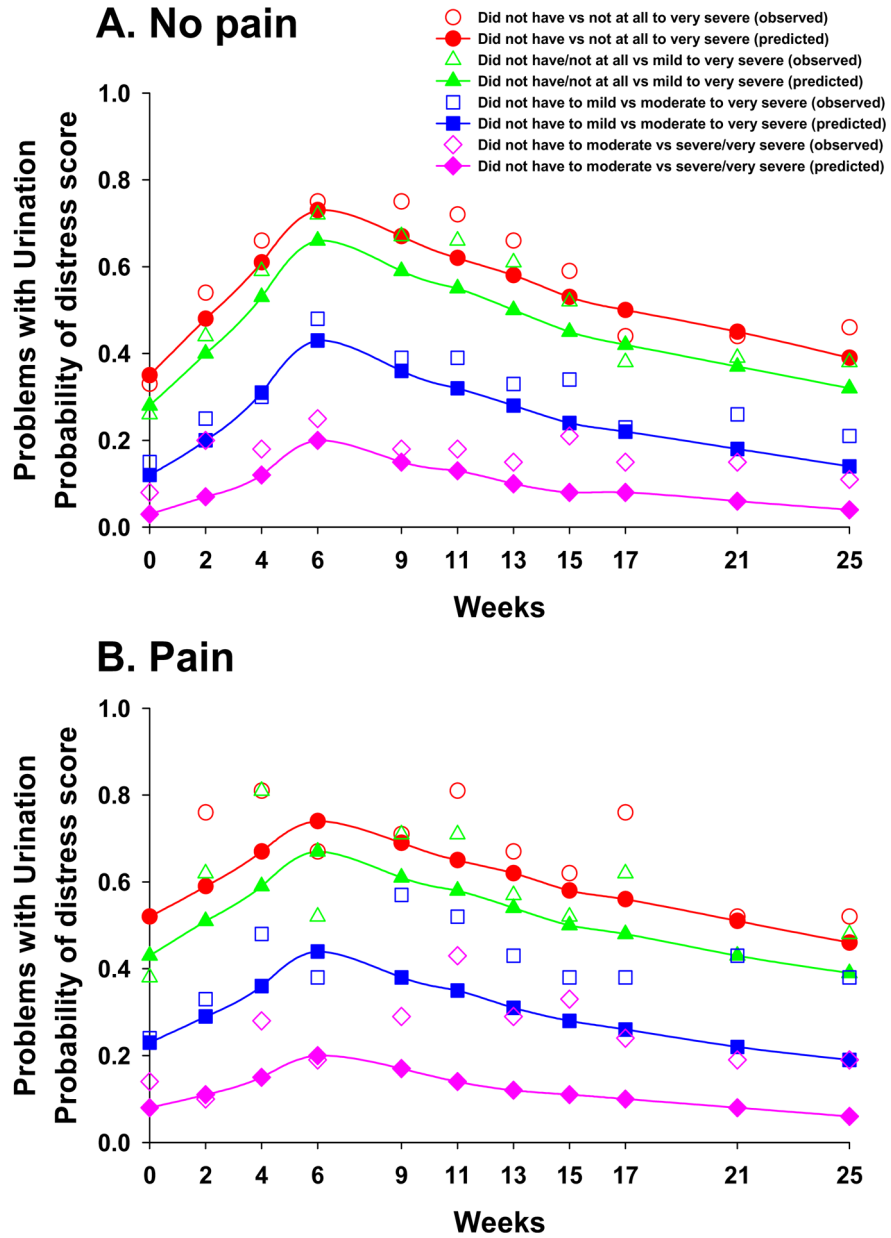 A. No pain
Did not have vs not at all to very severe (observed)
Did not have vs not at all to very severe (predicted)
Did not have/not at all vs mild to very severe (observed)
Did not have/not at all vs mild to very severe (predicted)
Did not have to mild vs moderate to very severe (observed)
Did not have to mild vs moderate to very severe (predicted)
Did not have to moderate vs severe/very severe (observed)
Did not have to moderate vs severe/very severe (predicted)
Problems with Urination
Probability of distress score
1.0
0.8
0.6
0.4
0.2
0.0
0 2 4 6 9 11 13 15 17 21 25
Weeks
B. Pain
Problems with Urination
Probability of distress score
1.0
0.8
0.6
0.4
0.2
0.0
0 2 4 6 9 11 13 15 17 21 25
Weeks